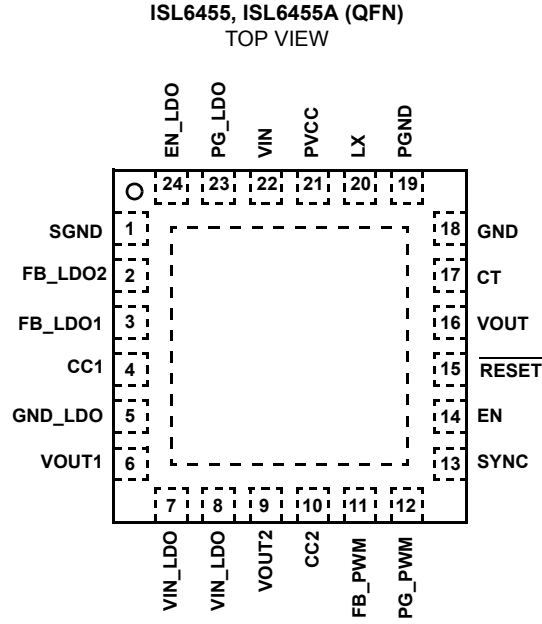 ISL6455, ISL6455A (QFN)
TOP VIEW
EN_LDO
PG_LDO
VIN
PVCC
LX
PGND
24 23 22 21 20 19
SGND 1
FB_LDO2 2
FB_LDO1 3
CC1 4
GND_LDO 5
VOUT1 6
18 GND
17 CT
16 VOUT
15 RESET
14 EN
13 SYNC
7 8 9 10 11 12
VIN_LDO
VIN_LDO
VOUT2
CC2
FB_PWM
PG_PWM